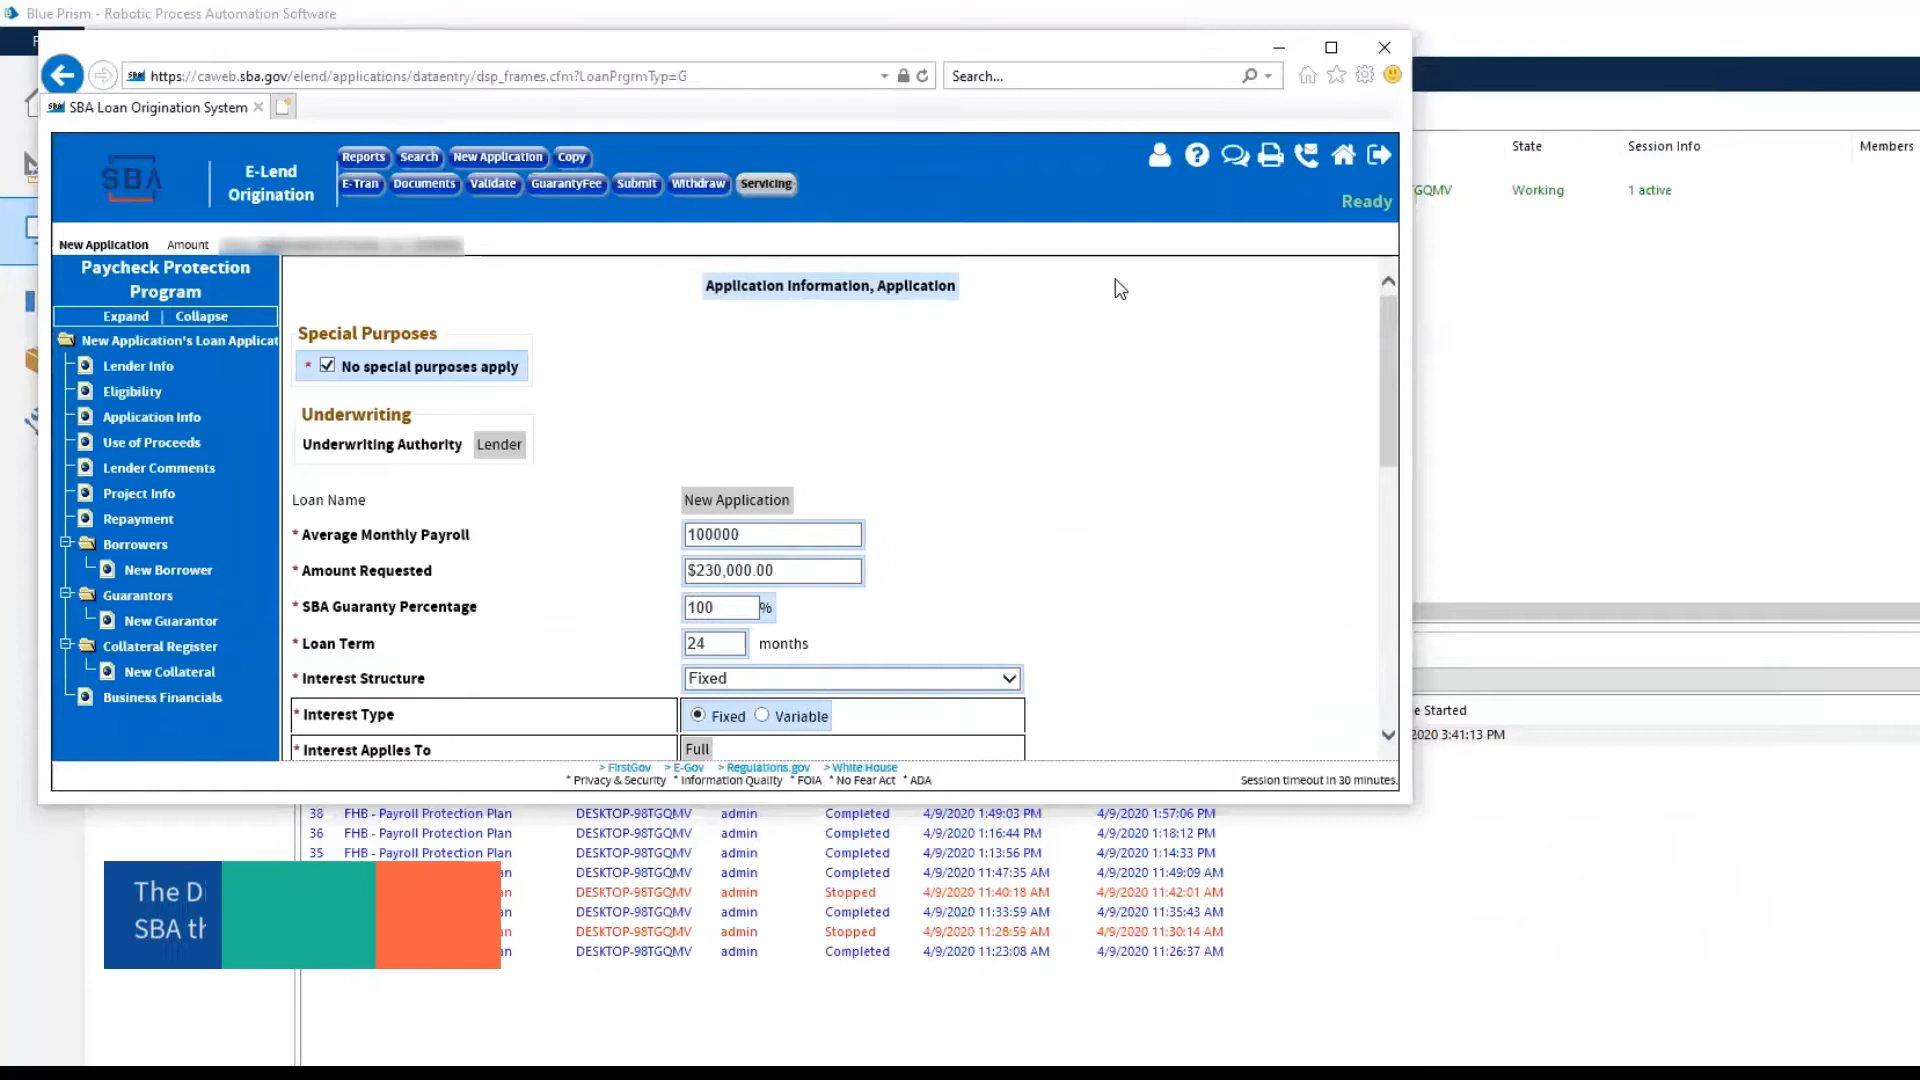 Blue Prism - Robotic Process Automation Software
https://caweb.sba.gov/elend/applications/dataentry/dsp_frames.cfm?LoanPrgrmTyp=G
Search...
SBA Loan Origination System
SBA
E-Lend
Origination
Reports
Search
New Application
Copy
E-Tran
Documents
Validate
GuarantyFee
Submit
Withdraw
Servicing
Ready
New Application
Amount
Paycheck Protection
Program
Expand | Collapse
New Application's Loan Applicat
Lender Info
Eligibility
Application Info
Use of Proceeds
Lender Comments
Project Info
Repayment
Borrowers
New Borrower
Guarantors
New Guarantor
Collateral Register
New Collateral
Business Financials
Application Information, Application
Special Purposes
* No special purposes apply
Underwriting
Underwriting Authority Lender
Loan Name New Application
* Average Monthly Payroll 100000
* Amount Requested $230,000.00
* SBA Guaranty Percentage 100 %
* Loan Term 24 months
* Interest Structure Fixed
* Interest Type Fixed Variable
* Interest Applies To Full
> FirstGov > E-Gov > Regulations.gov > White House
* Privacy & Security * Information Quality * FOIA * No Fear Act * ADA
Session timeout in 30 minutes.
State Session Info Members
TGQMV Working 1 active
e Started
2020 3:41:13 PM
38 FHB - Payroll Protection Plan DESKTOP-98TGQMV admin Completed 4/9/2020 1:49:03 PM 4/9/2020 1:57:06 PM
36 FHB - Payroll Protection Plan DESKTOP-98TGQMV admin Completed 4/9/2020 1:16:44 PM 4/9/2020 1:18:12 PM
35 FHB - Payroll Protection Plan DESKTOP-98TGQMV admin Completed 4/9/2020 1:13:56 PM 4/9/2020 1:14:33 PM
an DESKTOP-98TGQMV admin Completed 4/9/2020 11:47:35 AM 4/9/2020 11:49:09 AM
an DESKTOP-98TGQMV admin Stopped 4/9/2020 11:40:18 AM 4/9/2020 11:42:01 AM
an DESKTOP-98TGQMV admin Completed 4/9/2020 11:33:59 AM 4/9/2020 11:35:43 AM
an DESKTOP-98TGQMV admin Stopped 4/9/2020 11:28:59 AM 4/9/2020 11:30:14 AM
an DESKTOP-98TGQMV admin Completed 4/9/2020 11:23:08 AM 4/9/2020 11:26:37 AM
The Di
SBA th